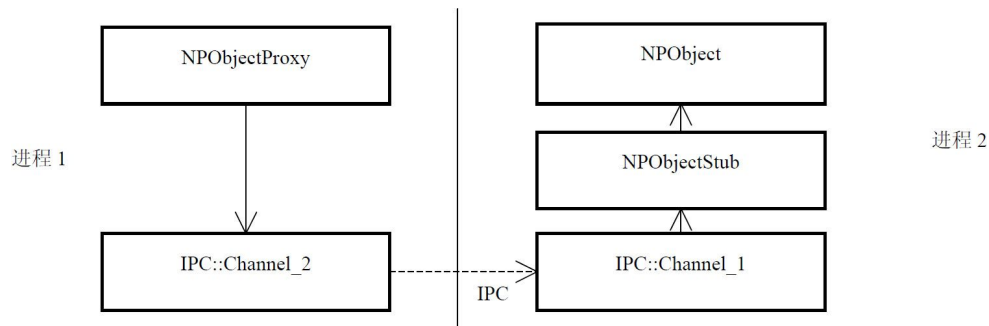 NPObjectProxy
NPObject
进程 1
NPObjectStub
进程 2
IPC::Channel_2
IPC
IPC::Channel_1